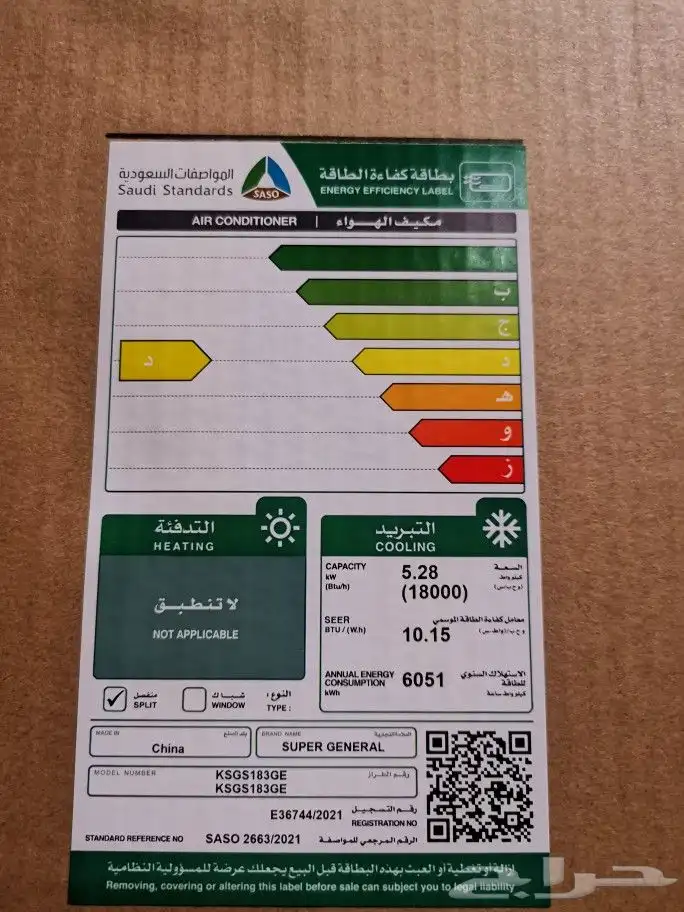 المواصفات السعودية
Saudi Standards
SASO
بطاقة كفاءة الطاقة
ENERGY EFFICIENCY LABEL
AIR CONDITIONER | مكيف الهواء
أ
ب
ج
د
د
هـ
و
ز
التدفئة
HEATING
لا تنطبق
NOT APPLICABLE
التبريد
COOLING
CAPACITY 5.28 السعة
kW كيلو واط
(Btu/h) (18000) (و ح ب/س)
SEER معامل كفاءة الطاقة الموسمي
BTU / (W.h) 10.15
ANNUAL ENERGY 6051 الاستهلاك السنوي
CONSUMPTION للطاقة
kWh كيلو واط ساعة
منفصل شباك النوع:
SPLIT WINDOW TYPE :
MADE IN بلد الصنع
China
BRAND NAME العلامة التجارية
SUPER GENERAL
MODEL NUMBER KSGS183GE رقم الطراز
KSGS183GE
E36744/2021 رقم التسجيل
REGISTRATION NO
STANDARD REFERENCE NO SASO 2663/2021 الرقم المرجعي للمواصفة
إزالة أو تغطية أو العبث بهذه البطاقة قبل البيع يجعلك عرضة للمسؤولية النظامية
Removing, covering or altering this label before sale can subject you to legal liability
حراج